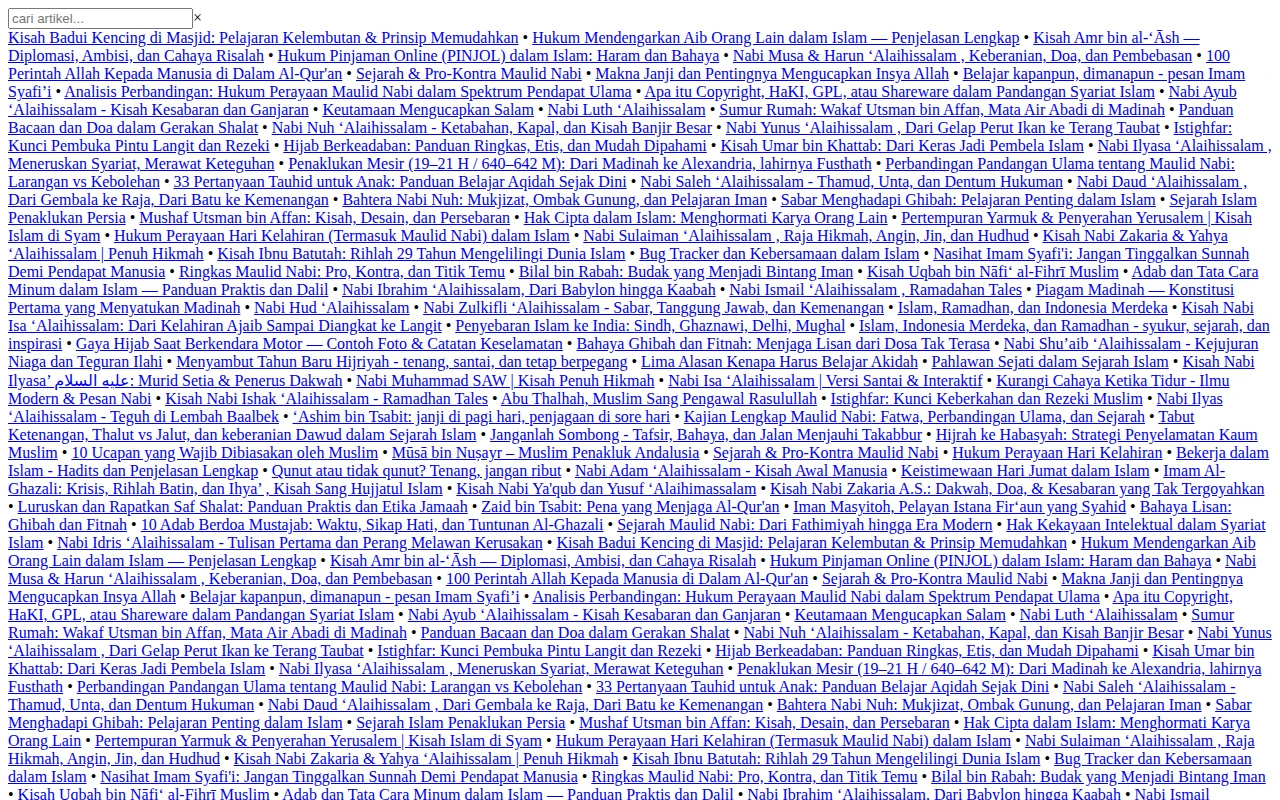 cari artikel... ×
Kisah Badui Kencing di Masjid: Pelajaran Kelembutan & Prinsip Memudahkan • Hukum Mendengarkan Aib Orang Lain dalam Islam — Penjelasan Lengkap • Kisah Amr bin al-ʻĀsh —
Diplomasi, Ambisi, dan Cahaya Risalah • Hukum Pinjaman Online (PINJOL) dalam Islam: Haram dan Bahaya • Nabi Musa & Harun ‘Alaihissalam , Keberanian, Doa, dan Pembebasan • 100
Perintah Allah Kepada Manusia di Dalam Al-Qur'an • Sejarah & Pro-Kontra Maulid Nabi • Makna Janji dan Pentingnya Mengucapkan Insya Allah • Belajar kapanpun, dimanapun - pesan Imam
Syafi’i • Analisis Perbandingan: Hukum Perayaan Maulid Nabi dalam Spektrum Pendapat Ulama • Apa itu Copyright, HaKI, GPL, atau Shareware dalam Pandangan Syariat Islam • Nabi Ayub
‘Alaihissalam - Kisah Kesabaran dan Ganjaran • Keutamaan Mengucapkan Salam • Nabi Luth ‘Alaihissalam • Sumur Rumah: Wakaf Utsman bin Affan, Mata Air Abadi di Madinah • Panduan
Bacaan dan Doa dalam Gerakan Shalat • Nabi Nuh ‘Alaihissalam - Ketabahan, Kapal, dan Kisah Banjir Besar • Nabi Yunus ‘Alaihissalam , Dari Gelap Perut Ikan ke Terang Taubat • Istighfar:
Kunci Pembuka Pintu Langit dan Rezeki • Hijab Berkeadaban: Panduan Ringkas, Etis, dan Mudah Dipahami • Kisah Umar bin Khattab: Dari Keras Jadi Pembela Islam • Nabi Ilyasa ‘Alaihissalam ,
Meneruskan Syariat, Merawat Keteguhan • Penaklukan Mesir (19–21 H / 640–642 M): Dari Madinah ke Alexandria, lahirnya Fusthath • Perbandingan Pandangan Ulama tentang Maulid Nabi:
Larangan vs Kebolehan • 33 Pertanyaan Tauhid untuk Anak: Panduan Belajar Aqidah Sejak Dini • Nabi Saleh ‘Alaihissalam - Thamud, Unta, dan Dentum Hukuman • Nabi Daud ‘Alaihissalam ,
Dari Gembala ke Raja, Dari Batu ke Kemenangan • Bahtera Nabi Nuh: Mukjizat, Ombak Gunung, dan Pelajaran Iman • Sabar Menghadapi Ghibah: Pelajaran Penting dalam Islam • Sejarah Islam
Penaklukan Persia • Mushaf Utsman bin Affan: Kisah, Desain, dan Persebaran • Hak Cipta dalam Islam: Menghormati Karya Orang Lain • Pertempuran Yarmuk & Penyerahan Yerusalem | Kisah
Islam di Syam • Hukum Perayaan Hari Kelahiran (Termasuk Maulid Nabi) dalam Islam • Nabi Sulaiman ‘Alaihissalam , Raja Hikmah, Angin, Jin, dan Hudhud • Kisah Nabi Zakaria & Yahya
‘Alaihissalam | Penuh Hikmah • Kisah Ibnu Batutah: Rihlah 29 Tahun Mengelilingi Dunia Islam • Bug Tracker dan Kebersamaan dalam Islam • Nasihat Imam Syafi'i: Jangan Tinggalkan Sunnah
Demi Pendapat Manusia • Ringkas Maulid Nabi: Pro, Kontra, dan Titik Temu • Bilal bin Rabah: Budak yang Menjadi Bintang Iman • Kisah Uqbah bin Nāfi‘ al-Fihrī Muslim • Adab dan Tata Cara
Minum dalam Islam — Panduan Praktis dan Dalil • Nabi Ibrahim ‘Alaihissalam, Dari Babylon hingga Kaabah • Nabi Ismail ‘Alaihissalam , Ramadahan Tales • Piagam Madinah — Konstitusi
Pertama yang Menyatukan Madinah • Nabi Hud ‘Alaihissalam • Nabi Zulkifli ‘Alaihissalam - Sabar, Tanggung Jawab, dan Kemenangan • Islam, Ramadhan, dan Indonesia Merdeka • Kisah Nabi
Isa ‘Alaihissalam: Dari Kelahiran Ajaib Sampai Diangkat ke Langit • Penyebaran Islam ke India: Sindh, Ghaznawi, Delhi, Mughal • Islam, Indonesia Merdeka, dan Ramadhan - syukur, sejarah, dan
inspirasi • Gaya Hijab Saat Berkendara Motor — Contoh Foto & Catatan Keselamatan • Bahaya Ghibah dan Fitnah: Menjaga Lisan dari Dosa Tak Terasa • Nabi Shu’aib ‘Alaihissalam - Kejujuran
Niaga dan Teguran Ilahi • Menyambut Tahun Baru Hijriyah - tenang, santai, dan tetap berpegang • Lima Alasan Kenapa Harus Belajar Akidah • Pahlawan Sejati dalam Sejarah Islam • Kisah Nabi
Ilyasa’ عليه السلام: Murid Setia & Penerus Dakwah • Nabi Muhammad SAW | Kisah Penuh Hikmah • Nabi Isa ‘Alaihissalam | Versi Santai & Interaktif • Kurangi Cahaya Ketika Tidur - Ilmu
Modern & Pesan Nabi • Kisah Nabi Ishak ‘Alaihissalam - Ramadhan Tales • Abu Thalhah, Muslim Sang Pengawal Rasulullah • Istighfar: Kunci Keberkahan dan Rezeki Muslim • Nabi Ilyas
‘Alaihissalam - Teguh di Lembah Baalbek • ‘Ashim bin Tsabit: janji di pagi hari, penjagaan di sore hari • Kajian Lengkap Maulid Nabi: Fatwa, Perbandingan Ulama, dan Sejarah • Tabut
Ketenangan, Thalut vs Jalut, dan keberanian Dawud dalam Sejarah Islam • Janganlah Sombong - Tafsir, Bahaya, dan Jalan Menjauhi Takabbur • Hijrah ke Habasyah: Strategi Penyelamatan Kaum
Muslim • 10 Ucapan yang Wajib Dibiasakan oleh Muslim • Mūsā bin Nuṣayr – Muslim Penakluk Andalusia • Sejarah & Pro-Kontra Maulid Nabi • Hukum Perayaan Hari Kelahiran • Bekerja dalam
Islam - Hadits dan Penjelasan Lengkap • Qunut atau tidak qunut? Tenang, jangan ribut • Nabi Adam ‘Alaihissalam - Kisah Awal Manusia • Keistimewaan Hari Jumat dalam Islam • Imam Al-
Ghazali: Krisis, Rihlah Batin, dan Ihya’ , Kisah Sang Hujjatul Islam • Kisah Nabi Ya'qub dan Yusuf ‘Alaihimassalam • Kisah Nabi Zakaria A.S.: Dakwah, Doa, & Kesabaran yang Tak Tergoyahkan
• Luruskan dan Rapatkan Saf Shalat: Panduan Praktis dan Etika Jamaah • Zaid bin Tsabit: Pena yang Menjaga Al-Qur'an • Iman Masyitoh, Pelayan Istana Fir‘aun yang Syahid • Bahaya Lisan:
Ghibah dan Fitnah • 10 Adab Berdoa Mustajab: Waktu, Sikap Hati, dan Tuntunan Al-Ghazali • Sejarah Maulid Nabi: Dari Fathimiyah hingga Era Modern • Hak Kekayaan Intelektual dalam Syariat
Islam • Nabi Idris ‘Alaihissalam - Tulisan Pertama dan Perang Melawan Kerusakan • Kisah Badui Kencing di Masjid: Pelajaran Kelembutan & Prinsip Memudahkan • Hukum Mendengarkan Aib
Orang Lain dalam Islam — Penjelasan Lengkap • Kisah Amr bin al-ʻĀsh — Diplomasi, Ambisi, dan Cahaya Risalah • Hukum Pinjaman Online (PINJOL) dalam Islam: Haram dan Bahaya • Nabi
Musa & Harun ‘Alaihissalam , Keberanian, Doa, dan Pembebasan • 100 Perintah Allah Kepada Manusia di Dalam Al-Qur'an • Sejarah & Pro-Kontra Maulid Nabi • Makna Janji dan Pentingnya
Mengucapkan Insya Allah • Belajar kapanpun, dimanapun - pesan Imam Syafi’i • Analisis Perbandingan: Hukum Perayaan Maulid Nabi dalam Spektrum Pendapat Ulama • Apa itu Copyright,
HaKI, GPL, atau Shareware dalam Pandangan Syariat Islam • Nabi Ayub ‘Alaihissalam - Kisah Kesabaran dan Ganjaran • Keutamaan Mengucapkan Salam • Nabi Luth ‘Alaihissalam • Sumur
Rumah: Wakaf Utsman bin Affan, Mata Air Abadi di Madinah • Panduan Bacaan dan Doa dalam Gerakan Shalat • Nabi Nuh ‘Alaihissalam - Ketabahan, Kapal, dan Kisah Banjir Besar • Nabi Yunus
‘Alaihissalam , Dari Gelap Perut Ikan ke Terang Taubat • Istighfar: Kunci Pembuka Pintu Langit dan Rezeki • Hijab Berkeadaban: Panduan Ringkas, Etis, dan Mudah Dipahami • Kisah Umar bin
Khattab: Dari Keras Jadi Pembela Islam • Nabi Ilyasa ‘Alaihissalam , Meneruskan Syariat, Merawat Keteguhan • Penaklukan Mesir (19–21 H / 640–642 M): Dari Madinah ke Alexandria, lahirnya
Fusthath • Perbandingan Pandangan Ulama tentang Maulid Nabi: Larangan vs Kebolehan • 33 Pertanyaan Tauhid untuk Anak: Panduan Belajar Aqidah Sejak Dini • Nabi Saleh ‘Alaihissalam -
Thamud, Unta, dan Dentum Hukuman • Nabi Daud ‘Alaihissalam , Dari Gembala ke Raja, Dari Batu ke Kemenangan • Bahtera Nabi Nuh: Mukjizat, Ombak Gunung, dan Pelajaran Iman • Sabar
Menghadapi Ghibah: Pelajaran Penting dalam Islam • Sejarah Islam Penaklukan Persia • Mushaf Utsman bin Affan: Kisah, Desain, dan Persebaran • Hak Cipta dalam Islam: Menghormati Karya
Orang Lain • Pertempuran Yarmuk & Penyerahan Yerusalem | Kisah Islam di Syam • Hukum Perayaan Hari Kelahiran (Termasuk Maulid Nabi) dalam Islam • Nabi Sulaiman ‘Alaihissalam , Raja
Hikmah, Angin, Jin, dan Hudhud • Kisah Nabi Zakaria & Yahya ‘Alaihissalam | Penuh Hikmah • Kisah Ibnu Batutah: Rihlah 29 Tahun Mengelilingi Dunia Islam • Bug Tracker dan Kebersamaan
dalam Islam • Nasihat Imam Syafi'i: Jangan Tinggalkan Sunnah Demi Pendapat Manusia • Ringkas Maulid Nabi: Pro, Kontra, dan Titik Temu • Bilal bin Rabah: Budak yang Menjadi Bintang Iman
• Kisah Uqbah bin Nāfi‘ al-Fihrī Muslim • Adab dan Tata Cara Minum dalam Islam — Panduan Praktis dan Dalil • Nabi Ibrahim ‘Alaihissalam, Dari Babylon hingga Kaabah • Nabi Ismail